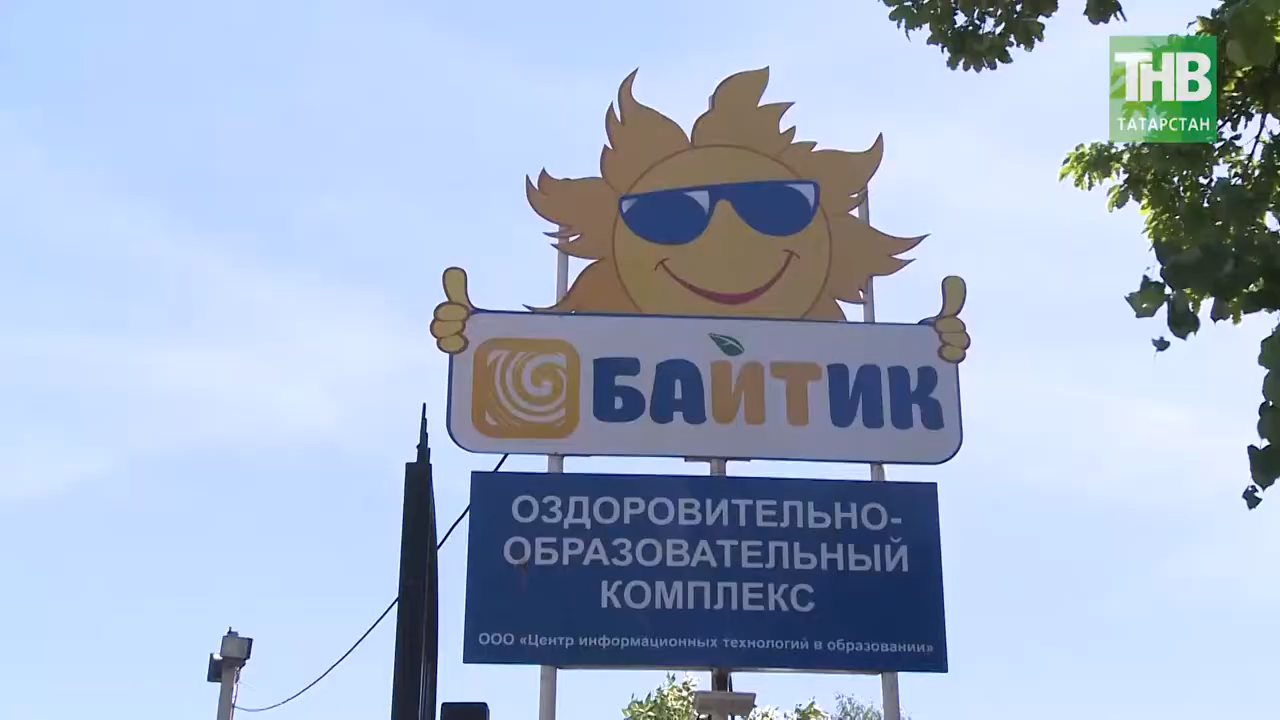 ТНВ
ТАТАРСТАН
БАЙТИК
ОЗДОРОВИТЕЛЬНО-
ОБРАЗОВАТЕЛЬНЫЙ
КОМПЛЕКС
ООО «Центр информационных технологий в образовании»